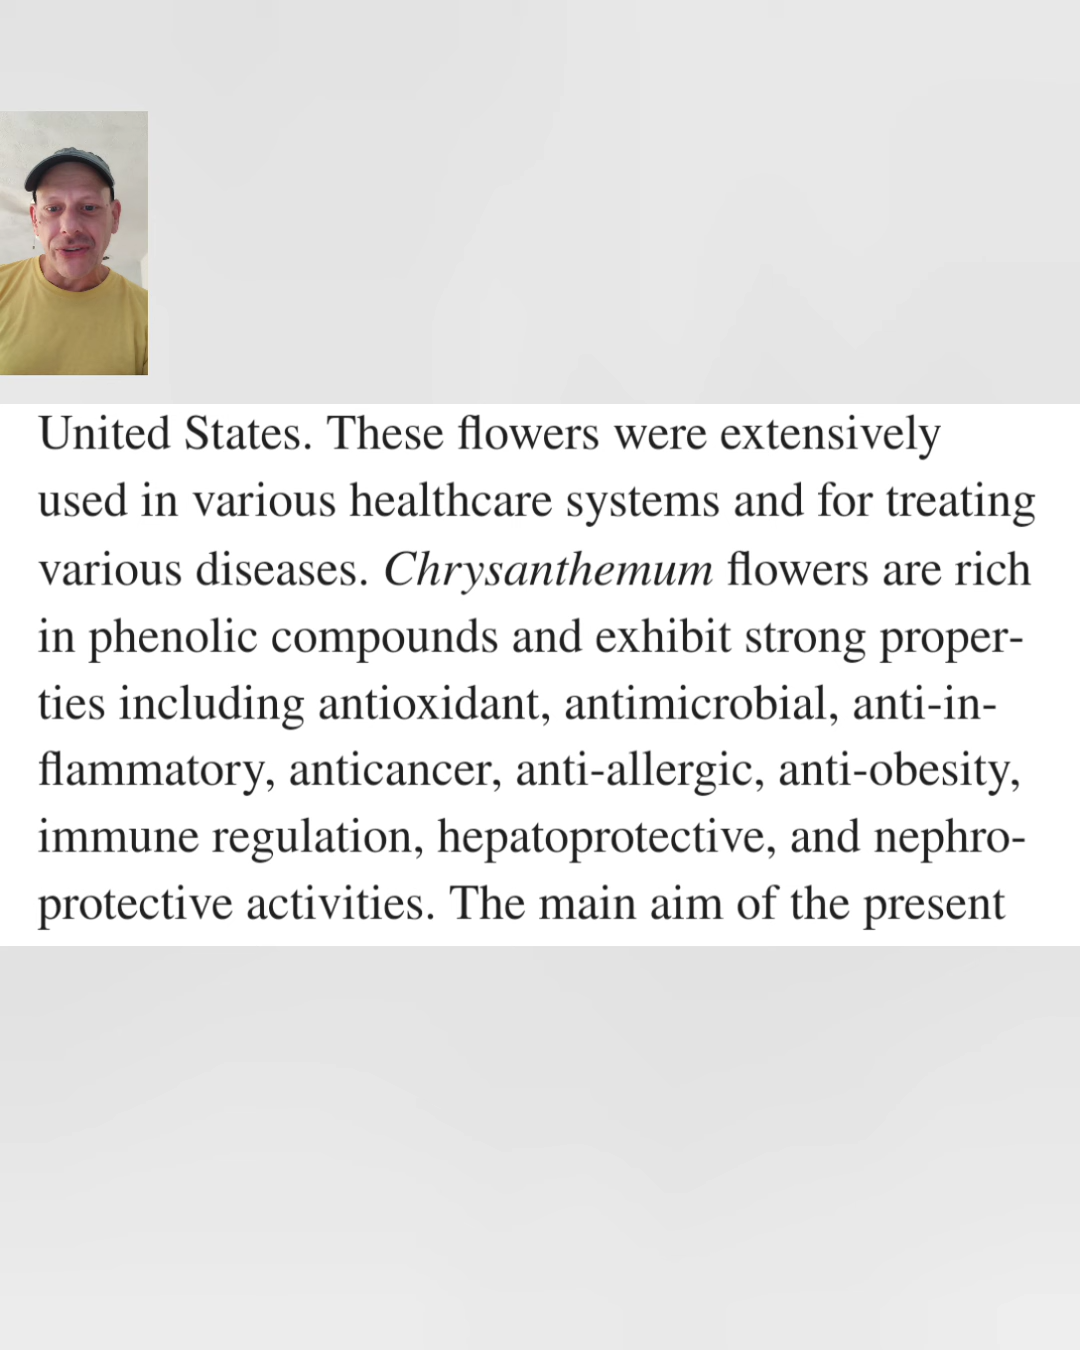 United States. These flowers were extensively
used in various healthcare systems and for treating
various diseases. Chrysanthemum flowers are rich
in phenolic compounds and exhibit strong proper-
ties including antioxidant, antimicrobial, anti-in-
flammatory, anticancer, anti-allergic, anti-obesity,
immune regulation, hepatoprotective, and nephro-
protective activities. The main aim of the present